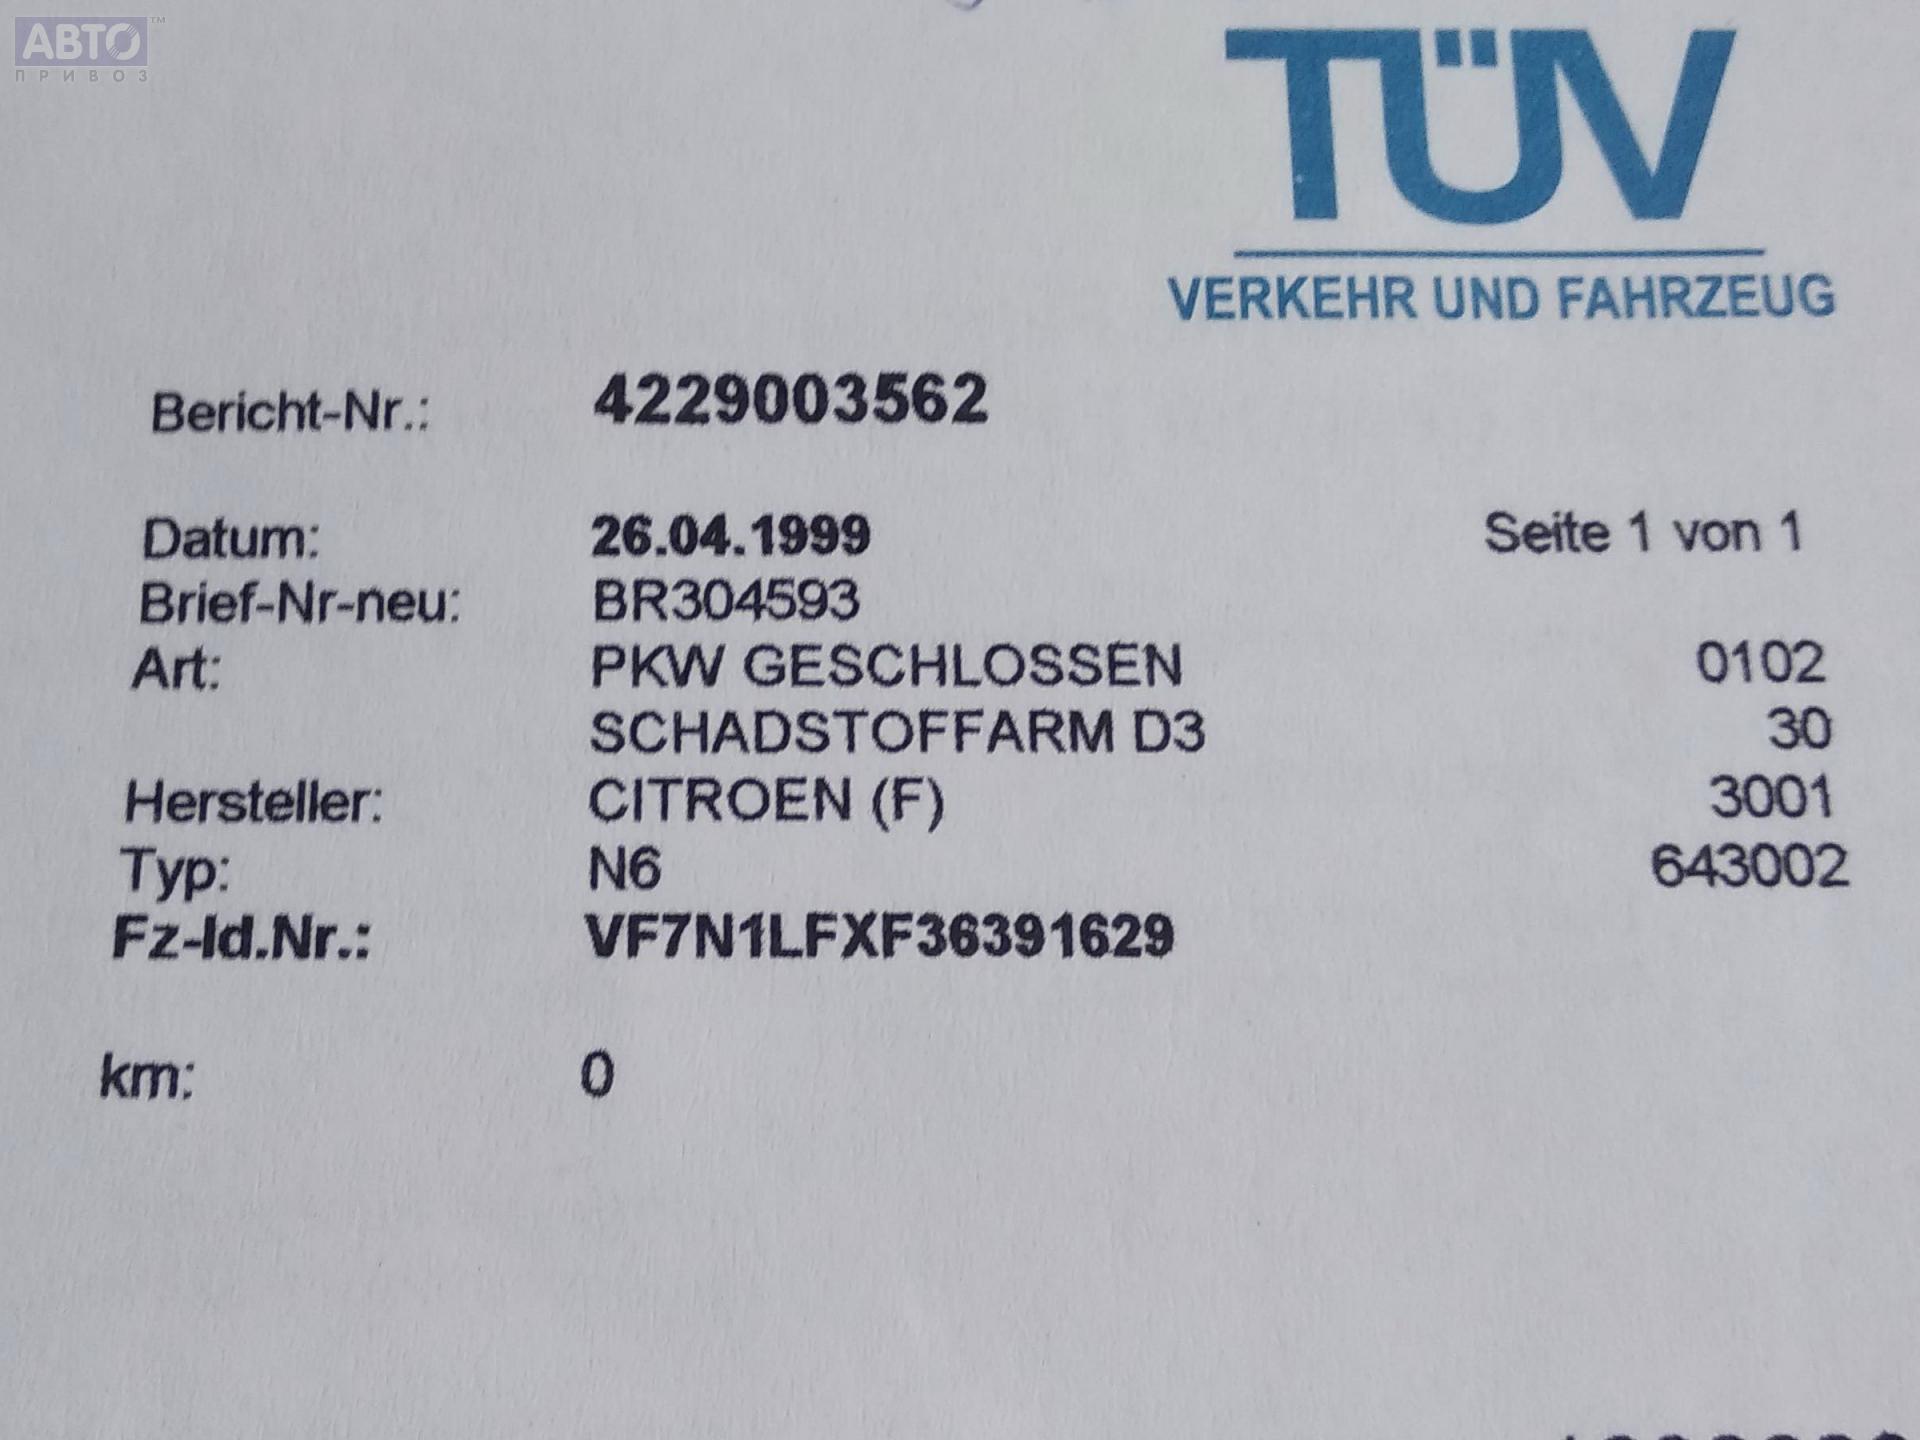 АВТО™
ПРИВОЗ
TÜV
VERKEHR UND FAHRZEUG
Bericht-Nr.: 4229003562
Datum: 26.04.1999 Seite 1 von 1
Brief-Nr-neu: BR304593
Art: PKW GESCHLOSSEN 0102
SCHADSTOFFARM D3 30
Hersteller: CITROEN (F) 3001
Typ: N6 643002
Fz-Id.Nr.: VF7N1LFXF36391629
km: 0